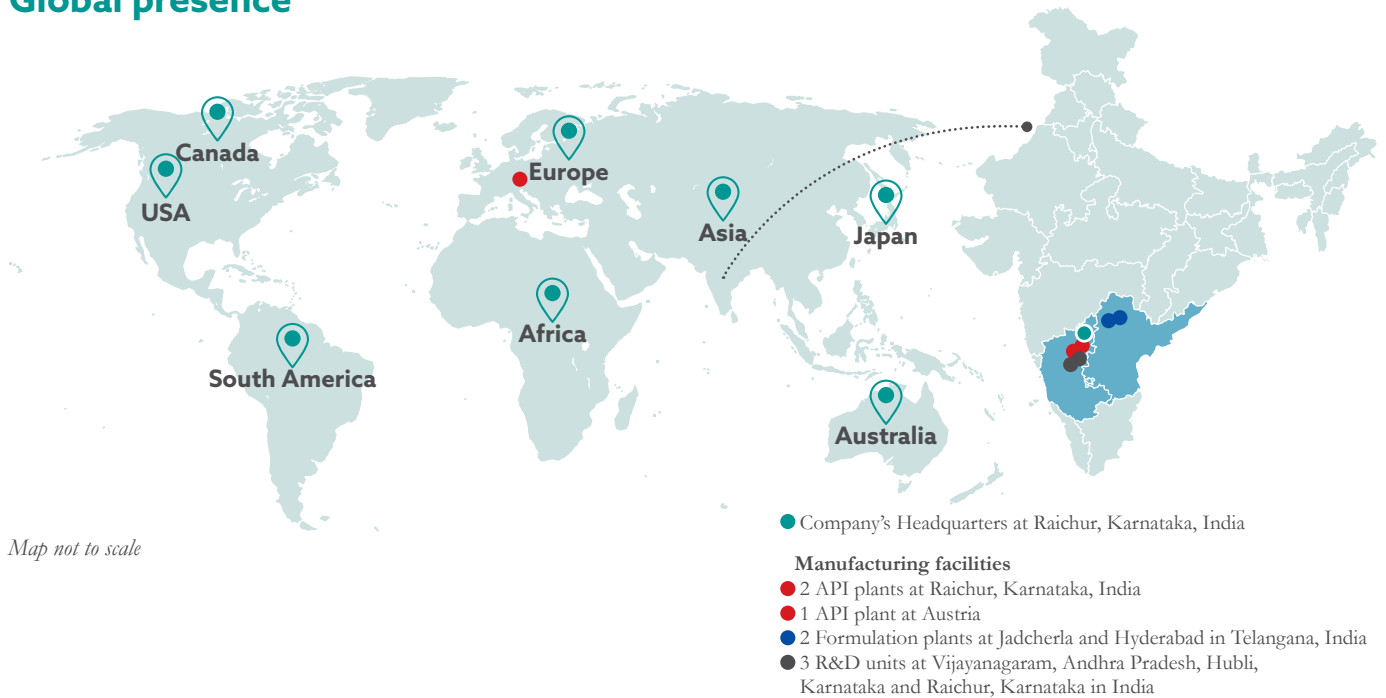 Global presence
Canada
Europe
USA
Asia
Japan
Africa
South America
Australia
Map not to scale
Company’s Headquarters at Raichur, Karnataka, India
Manufacturing facilities
2 API plants at Raichur, Karnataka, India
1 API plant at Austria
2 Formulation plants at Jadcherla and Hyderabad in Telangana, India
3 R&D units at Vijayanagaram, Andhra Pradesh, Hubli,
Karnataka and Raichur, Karnataka in India